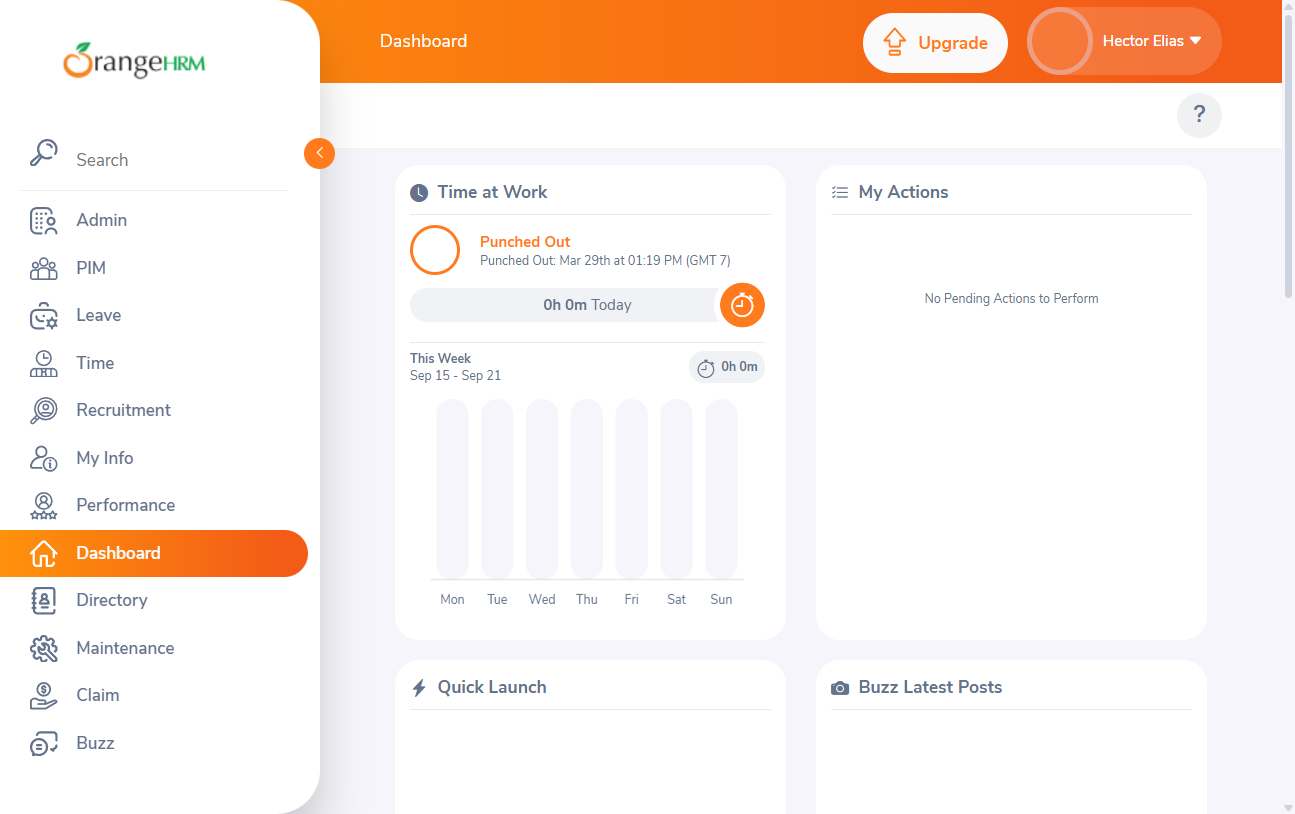 OrangeHRM
Search
Admin
PIM
Leave
Time
Recruitment
My Info
Performance
Dashboard
Directory
Maintenance
Claim
Buzz
Dashboard
Upgrade
Hector Elias
?
Time at Work
Punched Out
Punched Out: Mar 29th at 01:19 PM (GMT 7)
0h 0m Today
This Week
Sep 15 - Sep 21
0h 0m
Mon Tue Wed Thu Fri Sat Sun
My Actions
No Pending Actions to Perform
Quick Launch
Buzz Latest Posts